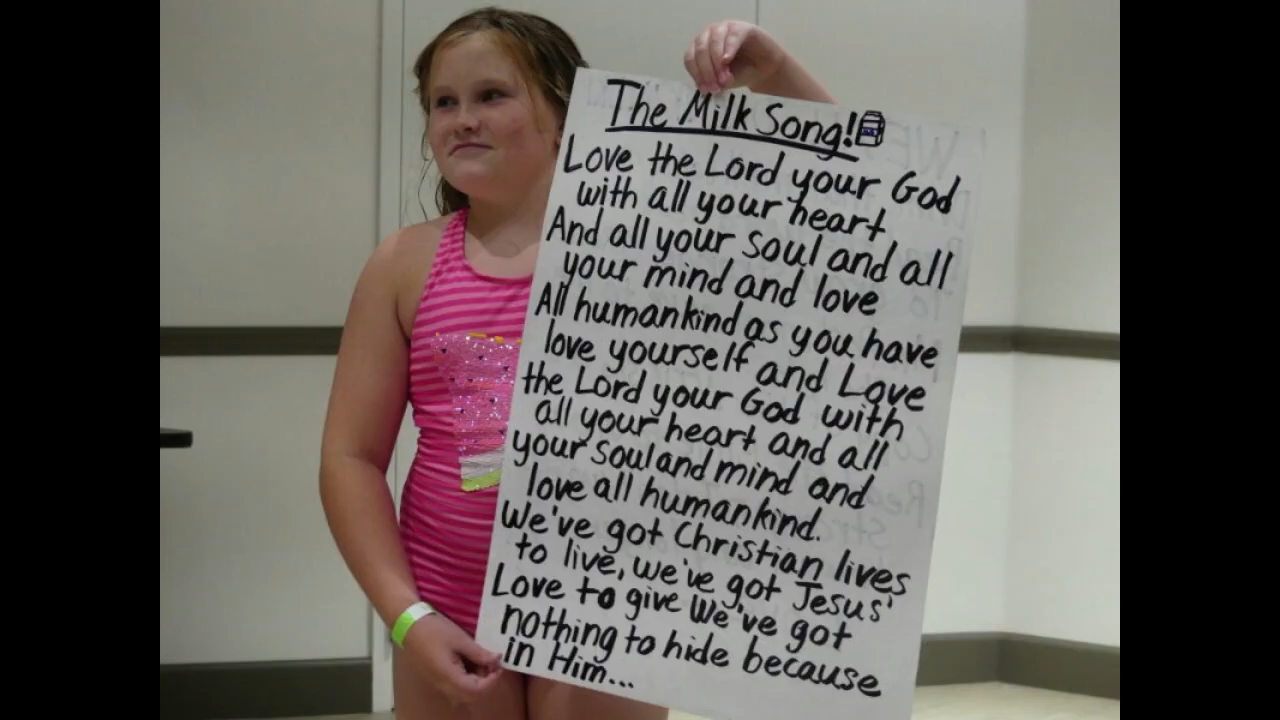 The Milk Song!
Love the Lord your God
with all your heart
And all your soul and all
your mind and love
All humankind as you have
love yourself and Love
the Lord your God with
all your heart and all
your soul and mind and
love all humankind.
We've got Christian lives
to live, we've got Jesus'
Love to give We've got
nothing to hide because
in Him...